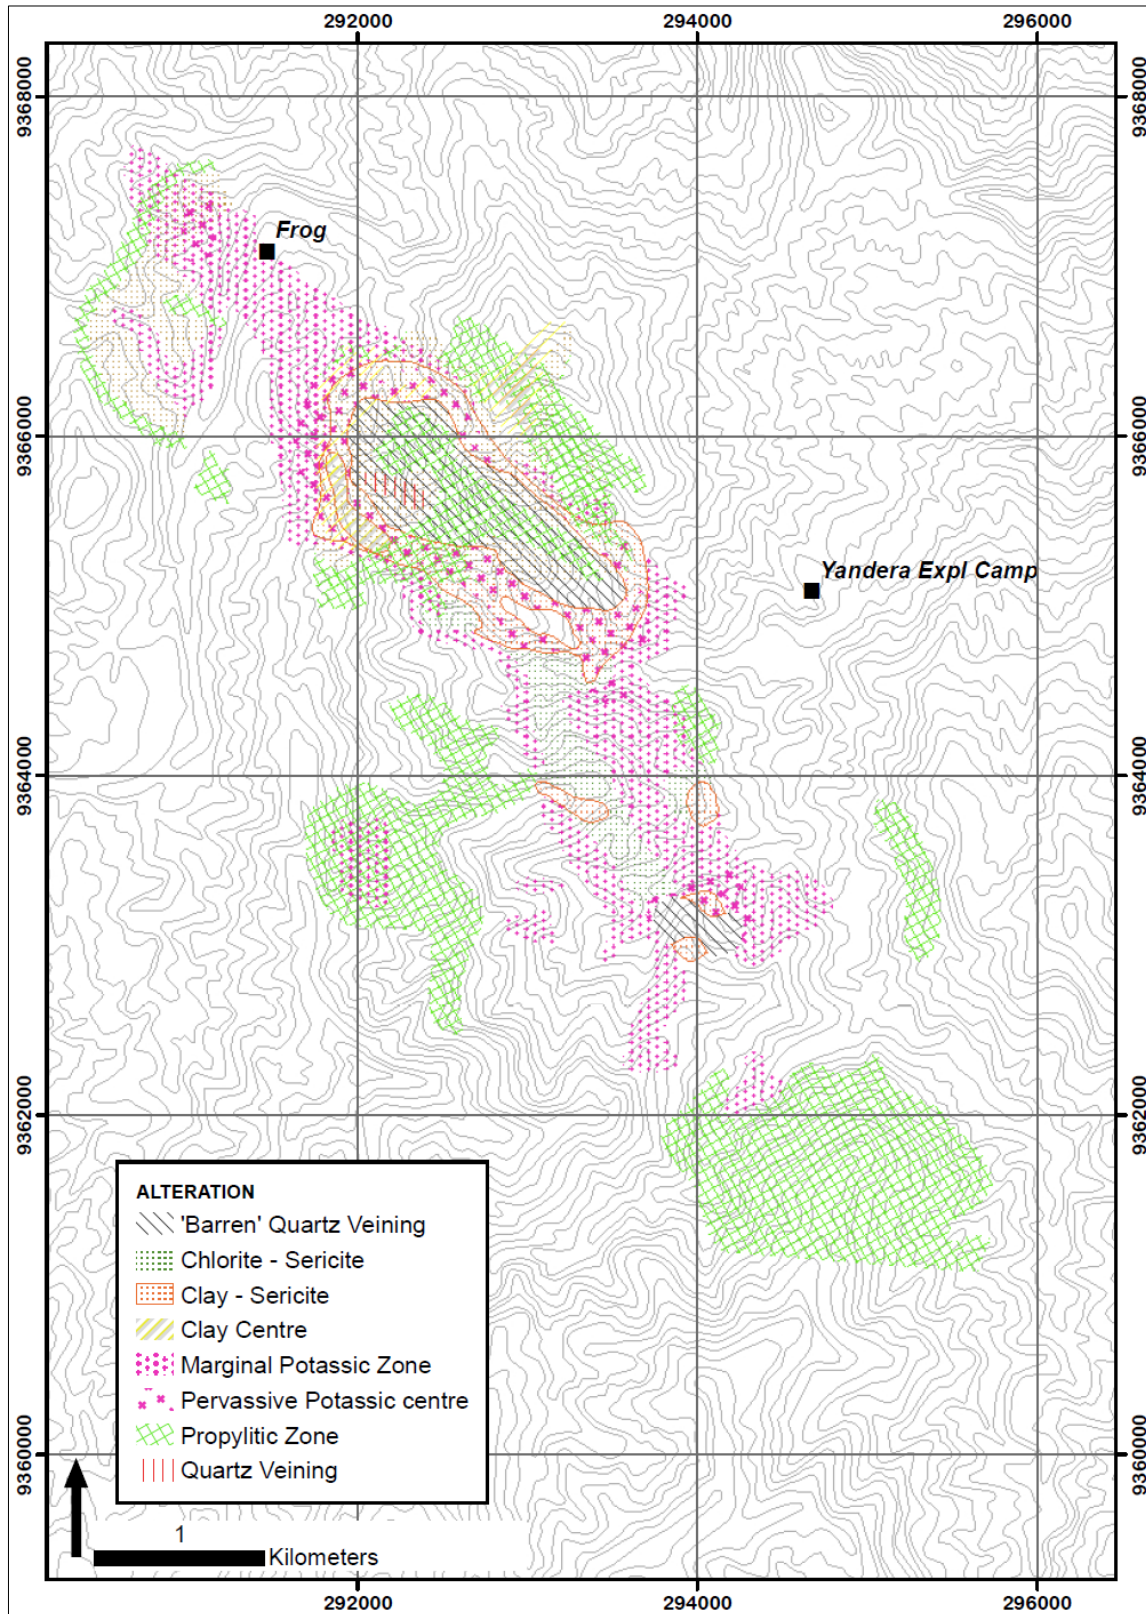 292000 294000 296000
9368000 9368000
Frog
9366000 9366000
Yandera Expl Camp
9364000 9364000
9362000 9362000
ALTERATION
'Barren' Quartz Veining
Chlorite - Sericite
Clay - Sericite
Clay Centre
Marginal Potassic Zone
Pervassive Potassic centre
Propylitic Zone
Quartz Veining
9360000 9360000
1
Kilometers
292000 294000 296000